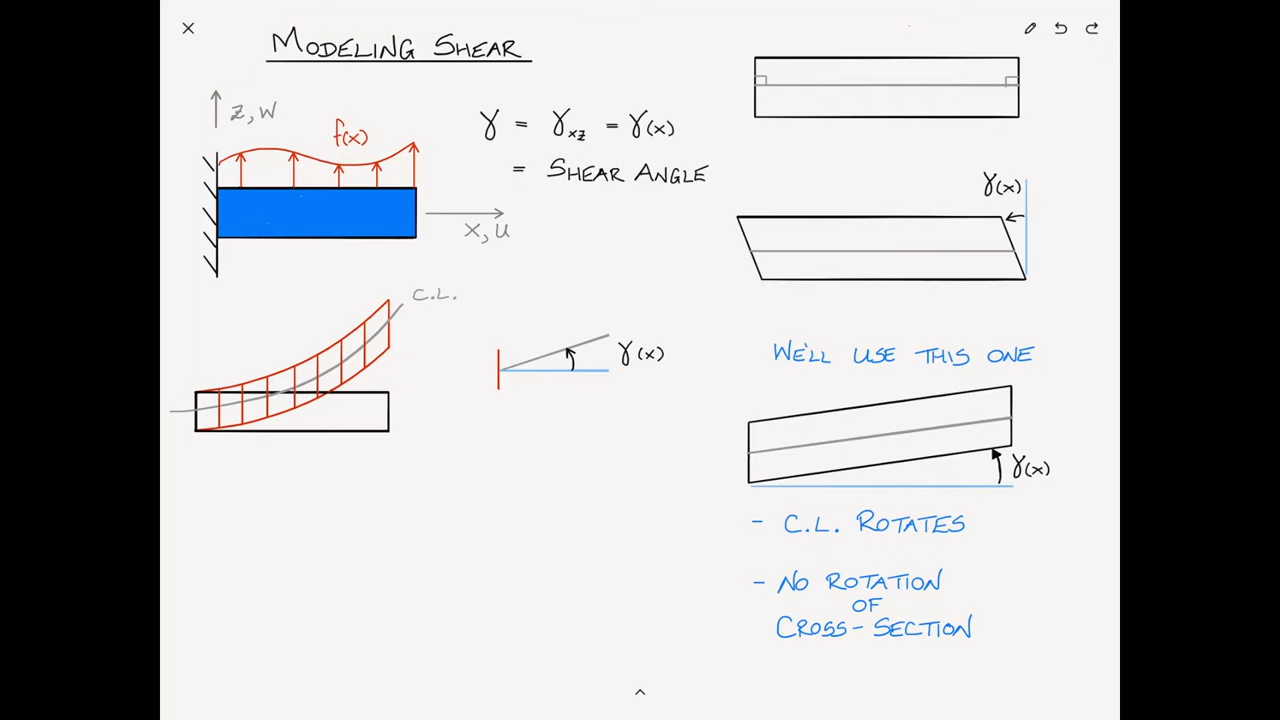 MODELING SHEAR
Z, W
f(x)
X, U
γ = γxz = γ(x)
= SHEAR ANGLE
C.L.
γ(x)
γ(x)
WE'LL USE THIS ONE
γ(x)
- C.L. ROTATES
- NO ROTATION
OF
CROSS-SECTION